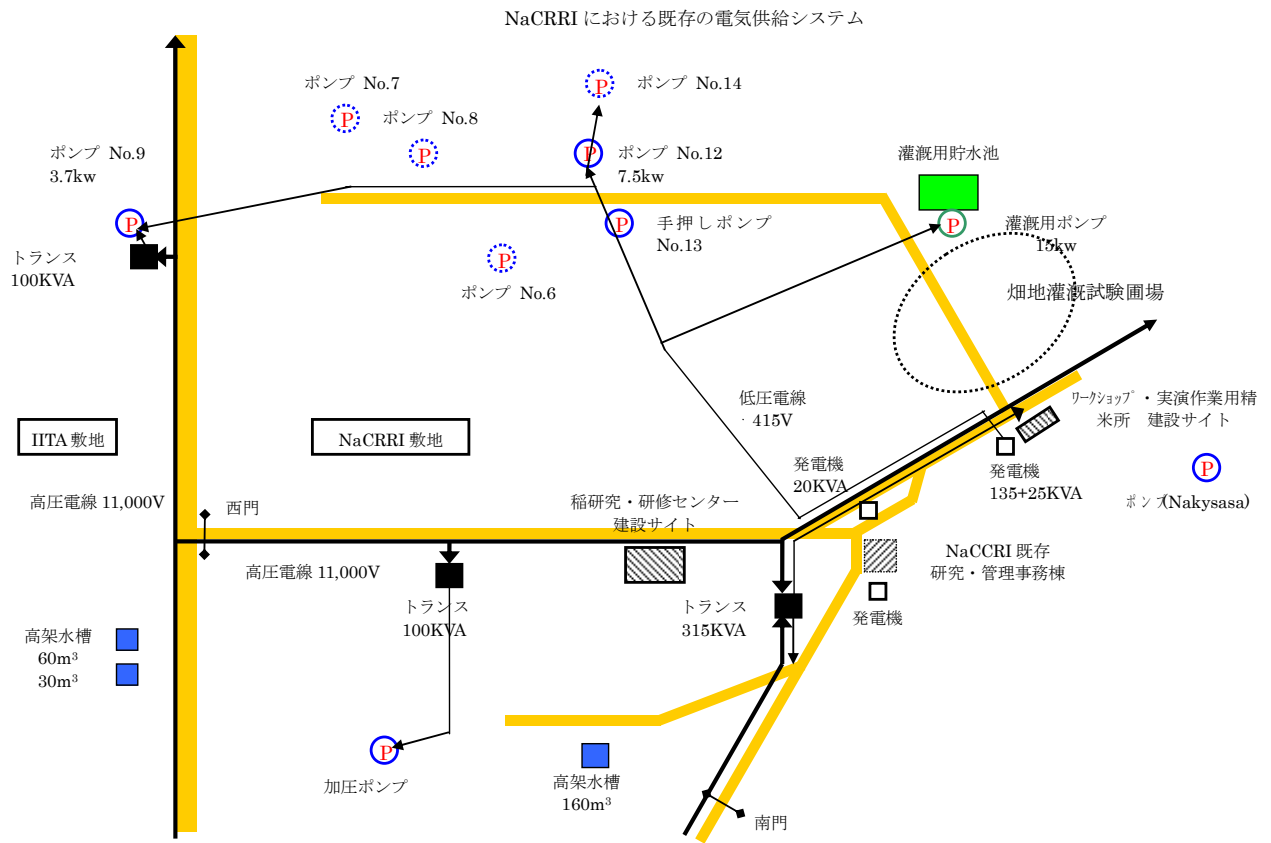 NaCRRI における既存の電気供給システム
ポンプ No.7
ポンプ No.14
ポンプ No.8
ポンプ No.9
3.7kw
ポンプ No.12
7.5kw
灌漑用貯水池
P
P
P
P
P
P
P
P
手押しポンプ
No.13
灌漑用ポンプ
15kw
トランス
100KVA
ポンプ No.6
畑地灌漑試験圃場
低圧電線
415V
ワークショップ・実演作業用精
米所 建設サイト
IITA 敷地
NaCRRI 敷地
発電機
20KVA
発電機
135+25KVA
P
ポンプ(Nakysasa)
高圧電線 11,000V
西門
稲研究・研修センター
建設サイト
高圧電線 11,000V
NaCCRI 既存
研究・管理事務棟
トランス
100KVA
トランス
315KVA
発電機
高架水槽
60m³
30m³
P
加圧ポンプ
高架水槽
160m³
南門